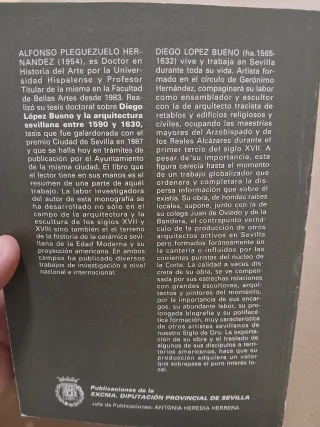 ALFONSO PLEGUEZUELO HER-
NANDEZ (1954), es Doctor en
Historia del Arte por la Univer-
sidad Hispalense y Profesor
Titular de la misma en la Facultad de
Bellas Artes desde 1983. Rea-
lizó su tesis doctoral sobre Diego
López Bueno y la arquitectura
sevillana entre 1590 y 1630,
tesis que fue galardonada con el
premio Ciudad de Sevilla en 1987
y que se halla hoy en trámites de
publicación por el Ayuntamiento
de la misma ciudad. El libro que
el lector tiene en sus manos es el
resumen de una parte de aquél
trabajo. La labor investigadora
del autor de esta monografía se
ha desarrollado no sólo en el
campo de la arquitectura y la
escultura de los siglos XVII y
XVIII sino también el terreno
de la historia de la cerámica sevi-
llana de la Edad Moderna y su
proyección americana. En ambos
campos ha publicado diversos
trabajos de investigación a nivel
nacional e internacional.
DIEGO LOPEZ BUENO (ha.1565-
1632) vive y trabaja en Sevilla
durante toda su vida. Artista for-
mado en el círculo de Gerónimo
Hernández, compaginará su labor
como ensamblador y escultor
con la de arquitecto tracista de
retablos y edificios religiosos y
civiles, ocupando las maestrías
mayores del Arzobispado y de
los Reales Alcázares durante el
primer tercio del siglo XVII. A
pesar de su importancia, esta
figura carecía hasta el momento
de un trabajo globalizador que
ordenara y completara la dis-
persa información que sobre él
existía. Su obra, de hondas raíces
locales, supone, junto con la de
su colega Juan de Oviedo y de la
Bandera, el contrapunto vernácu-
lo de la producción de otros
arquitectos activos en Sevilla
pero formados foráneamente en
la cantería o influidos por las
corrientes puristas del núcleo de
la Corte. La calidad a veces dis-
creta de su obra, se ve compen-
sada por sus estrechas relaciones
con grandes escultores, arqui-
tectos y pintores del momento,
por la importancia de sus encar-
gos, su abundante labor, su pro-
longada biografía y su polifacé-
tica formación, muy característica
de otros artistas sevillanos de
nuestro Siglo de Oro. La exporta-
ción de su obra y el traslado de
algunos de sus discípulos a terri-
torios americanos, hace que su
producción adquiera un valor
que sobrepasa el puro interés lo-
cal.
Publicaciones de la
EXCMA. DIPUTACIÓN PROVINCIAL DE SEVILLA
Jefe de Publicaciones: ANTONIA HEREDIA HERRERA